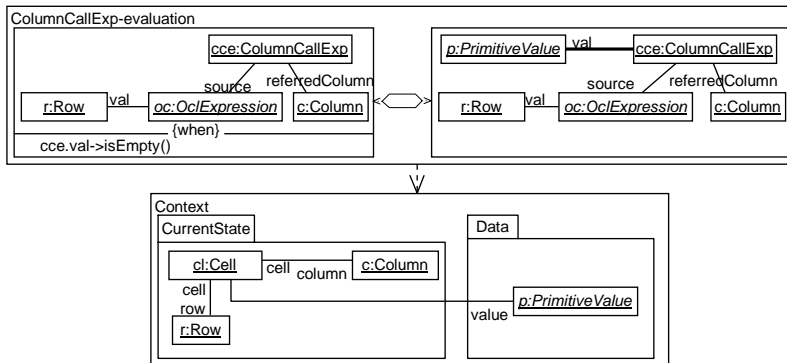 ColumnCallExp-evaluation
cce:ColumnCallExp
source
referredColumn
r:Row
val
oc:OclExpression
c:Column
{when}
cce.val->isEmpty()
p:PrimitiveValue
val
cce:ColumnCallExp
source
referredColumn
r:Row
val
oc:OclExpression
c:Column
Context
CurrentState
cl:Cell
cell
column
c:Column
cell
row
r:Row
Data
p:PrimitiveValue
value